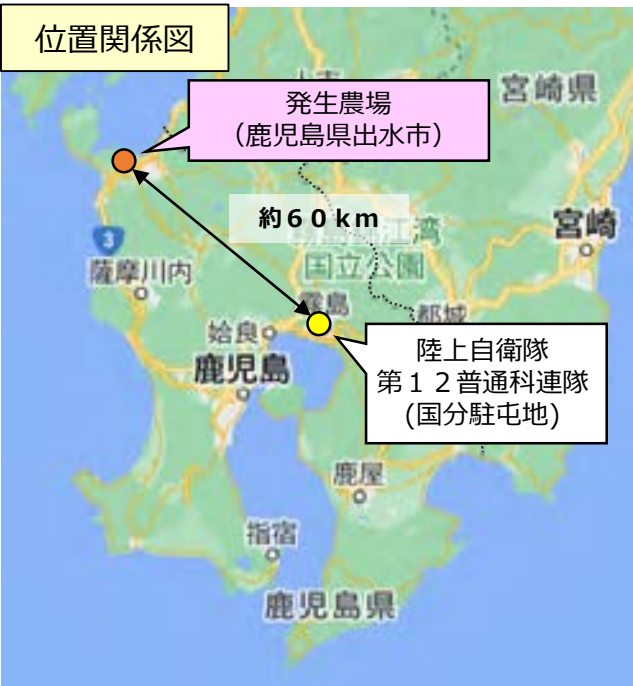 位置関係図
宮崎県
発生農場
（鹿児島県出水市）
約６０ｋｍ
宮崎
3
国立公園
薩摩川内
霧島
都城
姶良
鹿児島
陸上自衛隊
第１２普通科連隊
(国分駐屯地)
鹿屋
指宿
鹿児島県